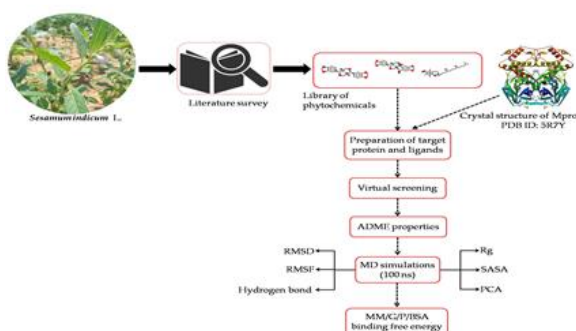 Sesamum indicum L.
Literature survey
Library of
phytochemicals
Crystal structure of Mpro
PDB ID: 5R7Y
Preparation of target
protein and ligands
Virtual screening
ADME properties
RMSD
RMSF
Hydrogen bond
MD simulations
(100 ns)
Rg
SASA
PCA
MM/G/P/BSA
binding free energy